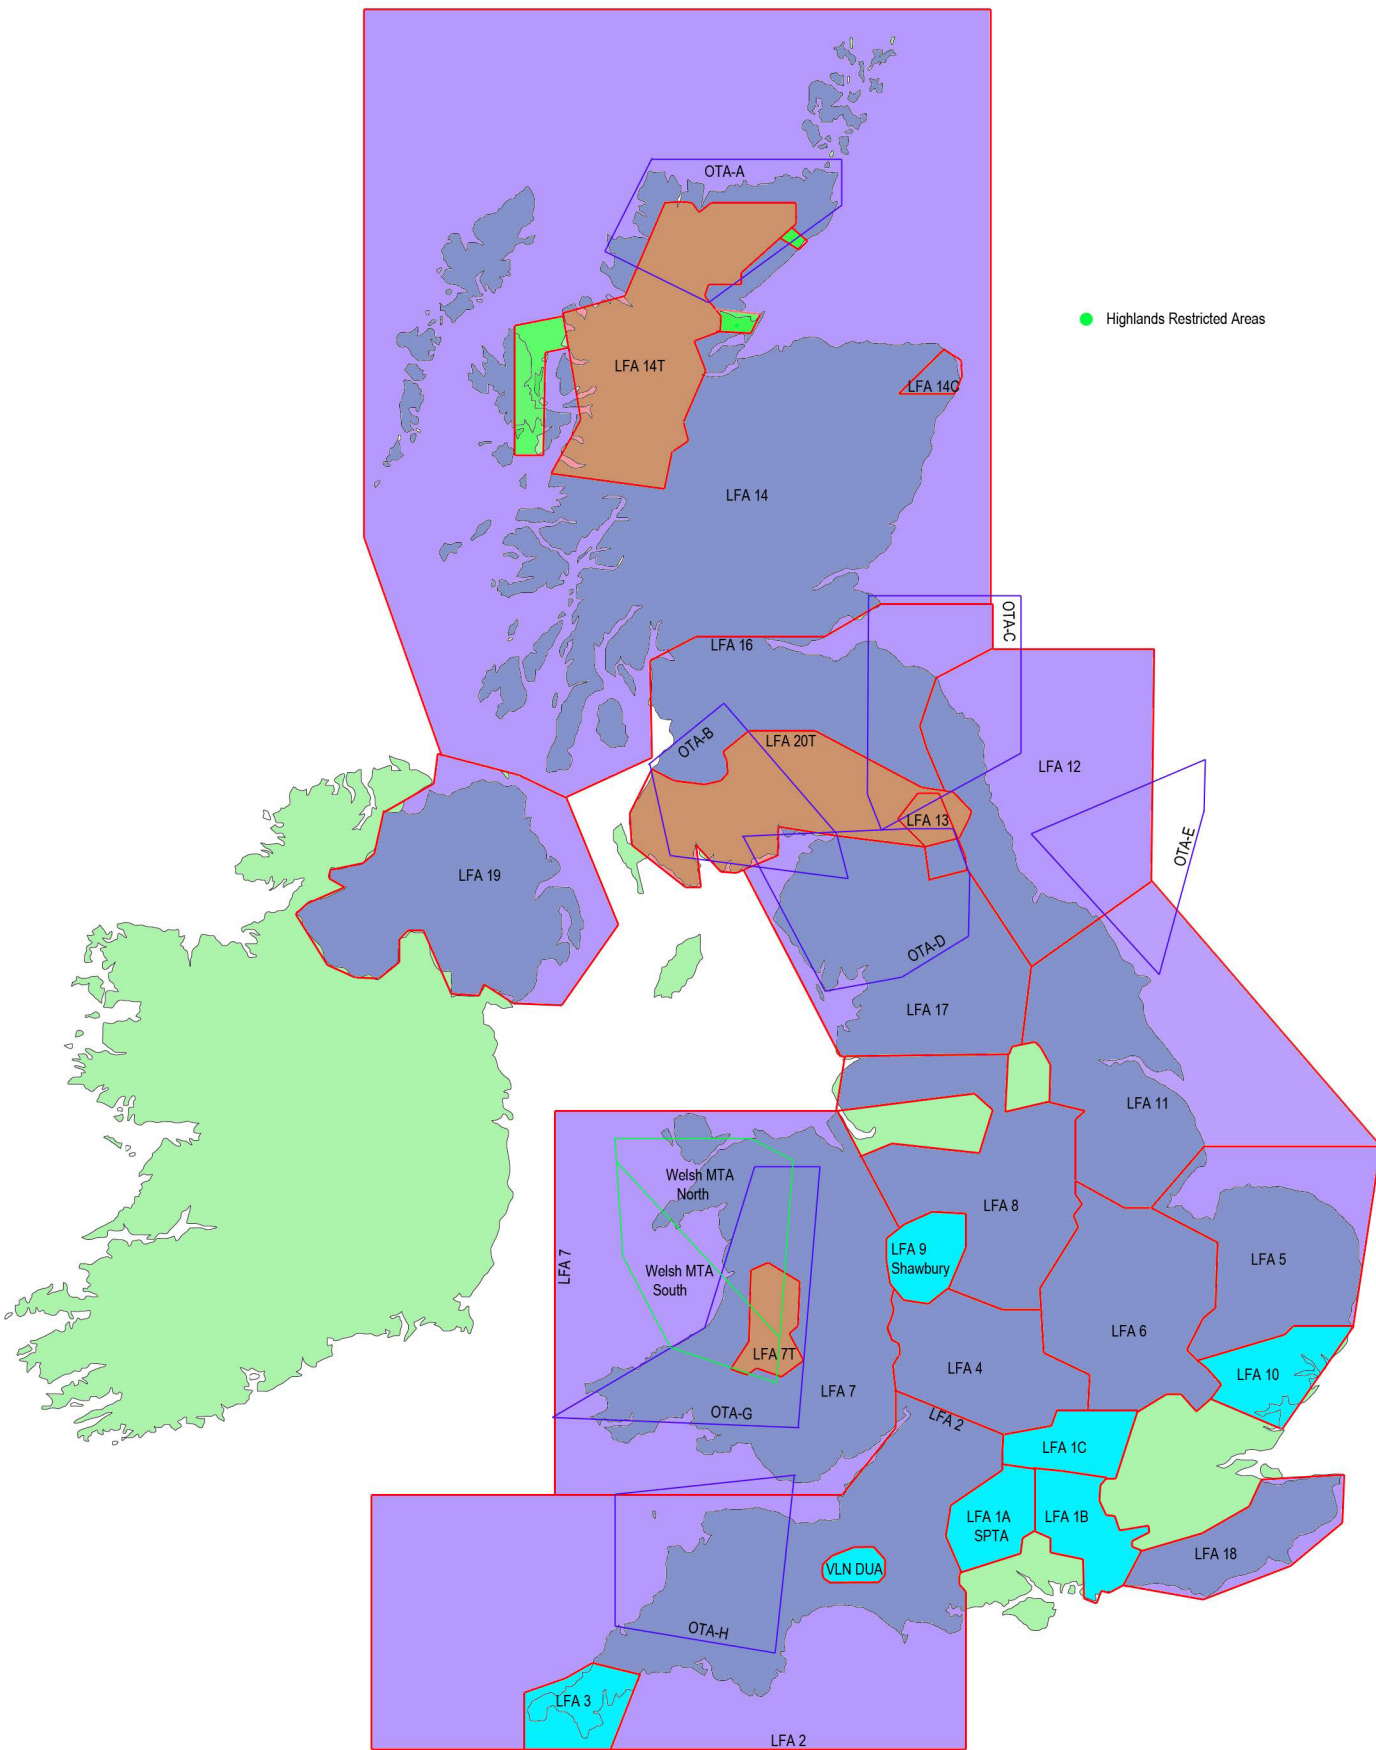 OTA-A
Highlands Restricted Areas
LFA 14T
LFA 14C
LFA 14
OTA-C
LFA 16
OTA-B
LFA 20T
LFA 12
LFA 13
OTA-E
LFA 19
OTA-D
LFA 17
LFA 11
Welsh MTA
North
LFA 8
LFA 7
LFA 9
Shawbury
LFA 5
Welsh MTA
South
LFA 6
LFA 7T
LFA 4
LFA 10
LFA 7
OTA-G
LFA 2
LFA 1C
LFA 1A
SPTA
LFA 1B
LFA 18
VLN DUA
OTA-H
LFA 3
LFA 2